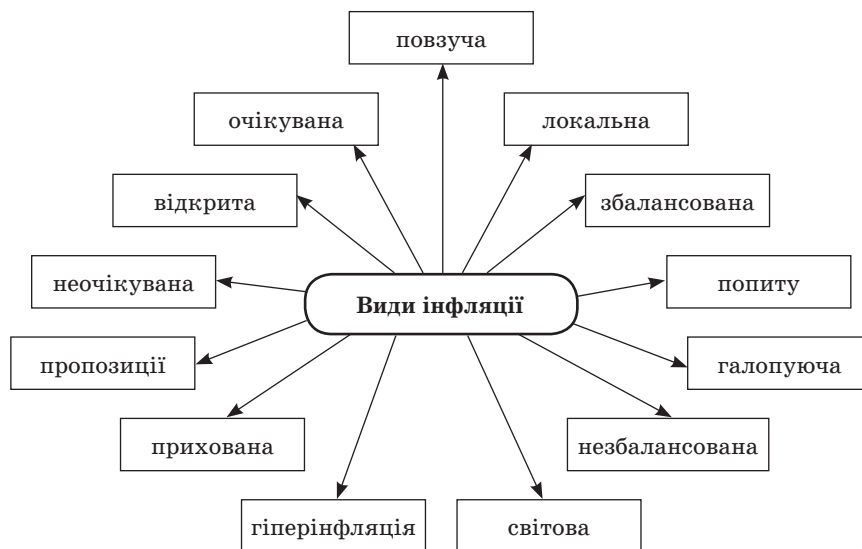 повзуча
очікувана
локальна
відкрита
збалансована
неочікувана
попиту
Види інфляції
пропозиції
галопуюча
прихована
незбалансована
гіперінфляція
світова